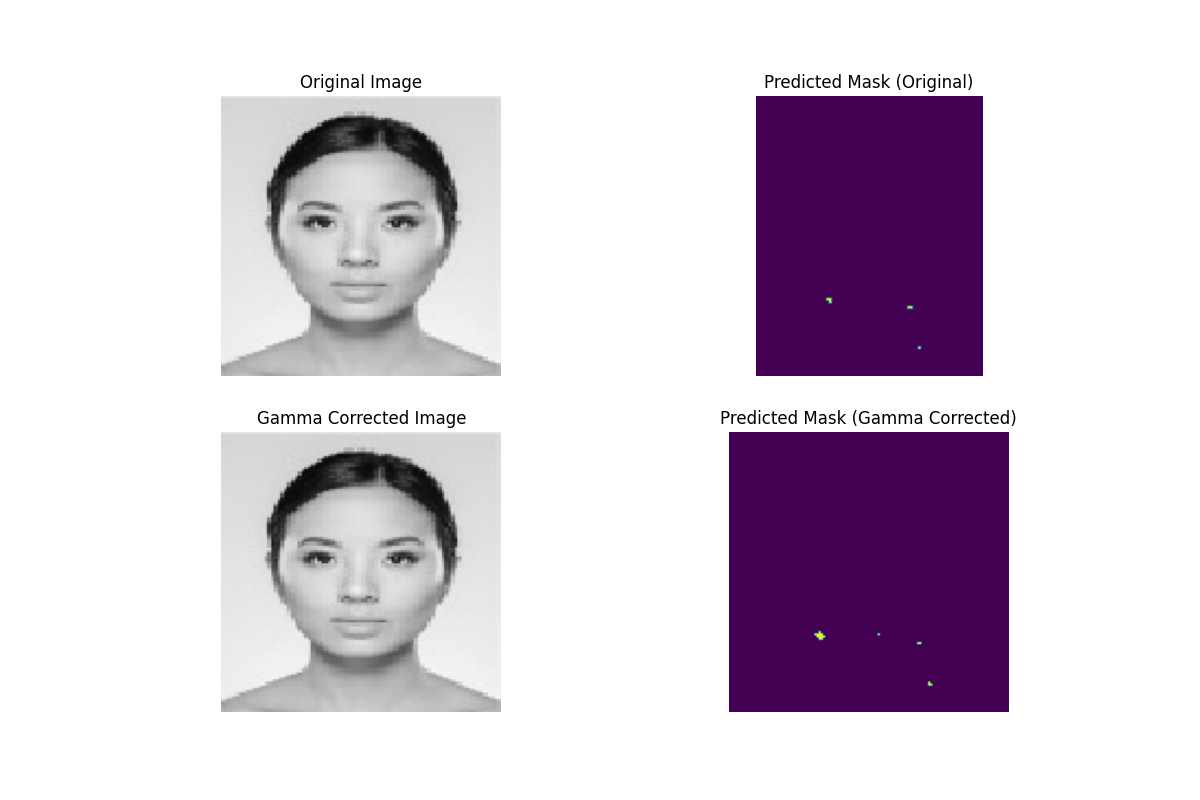 Original Image
Predicted Mask (Original)
Gamma Corrected Image
Predicted Mask (Gamma Corrected)